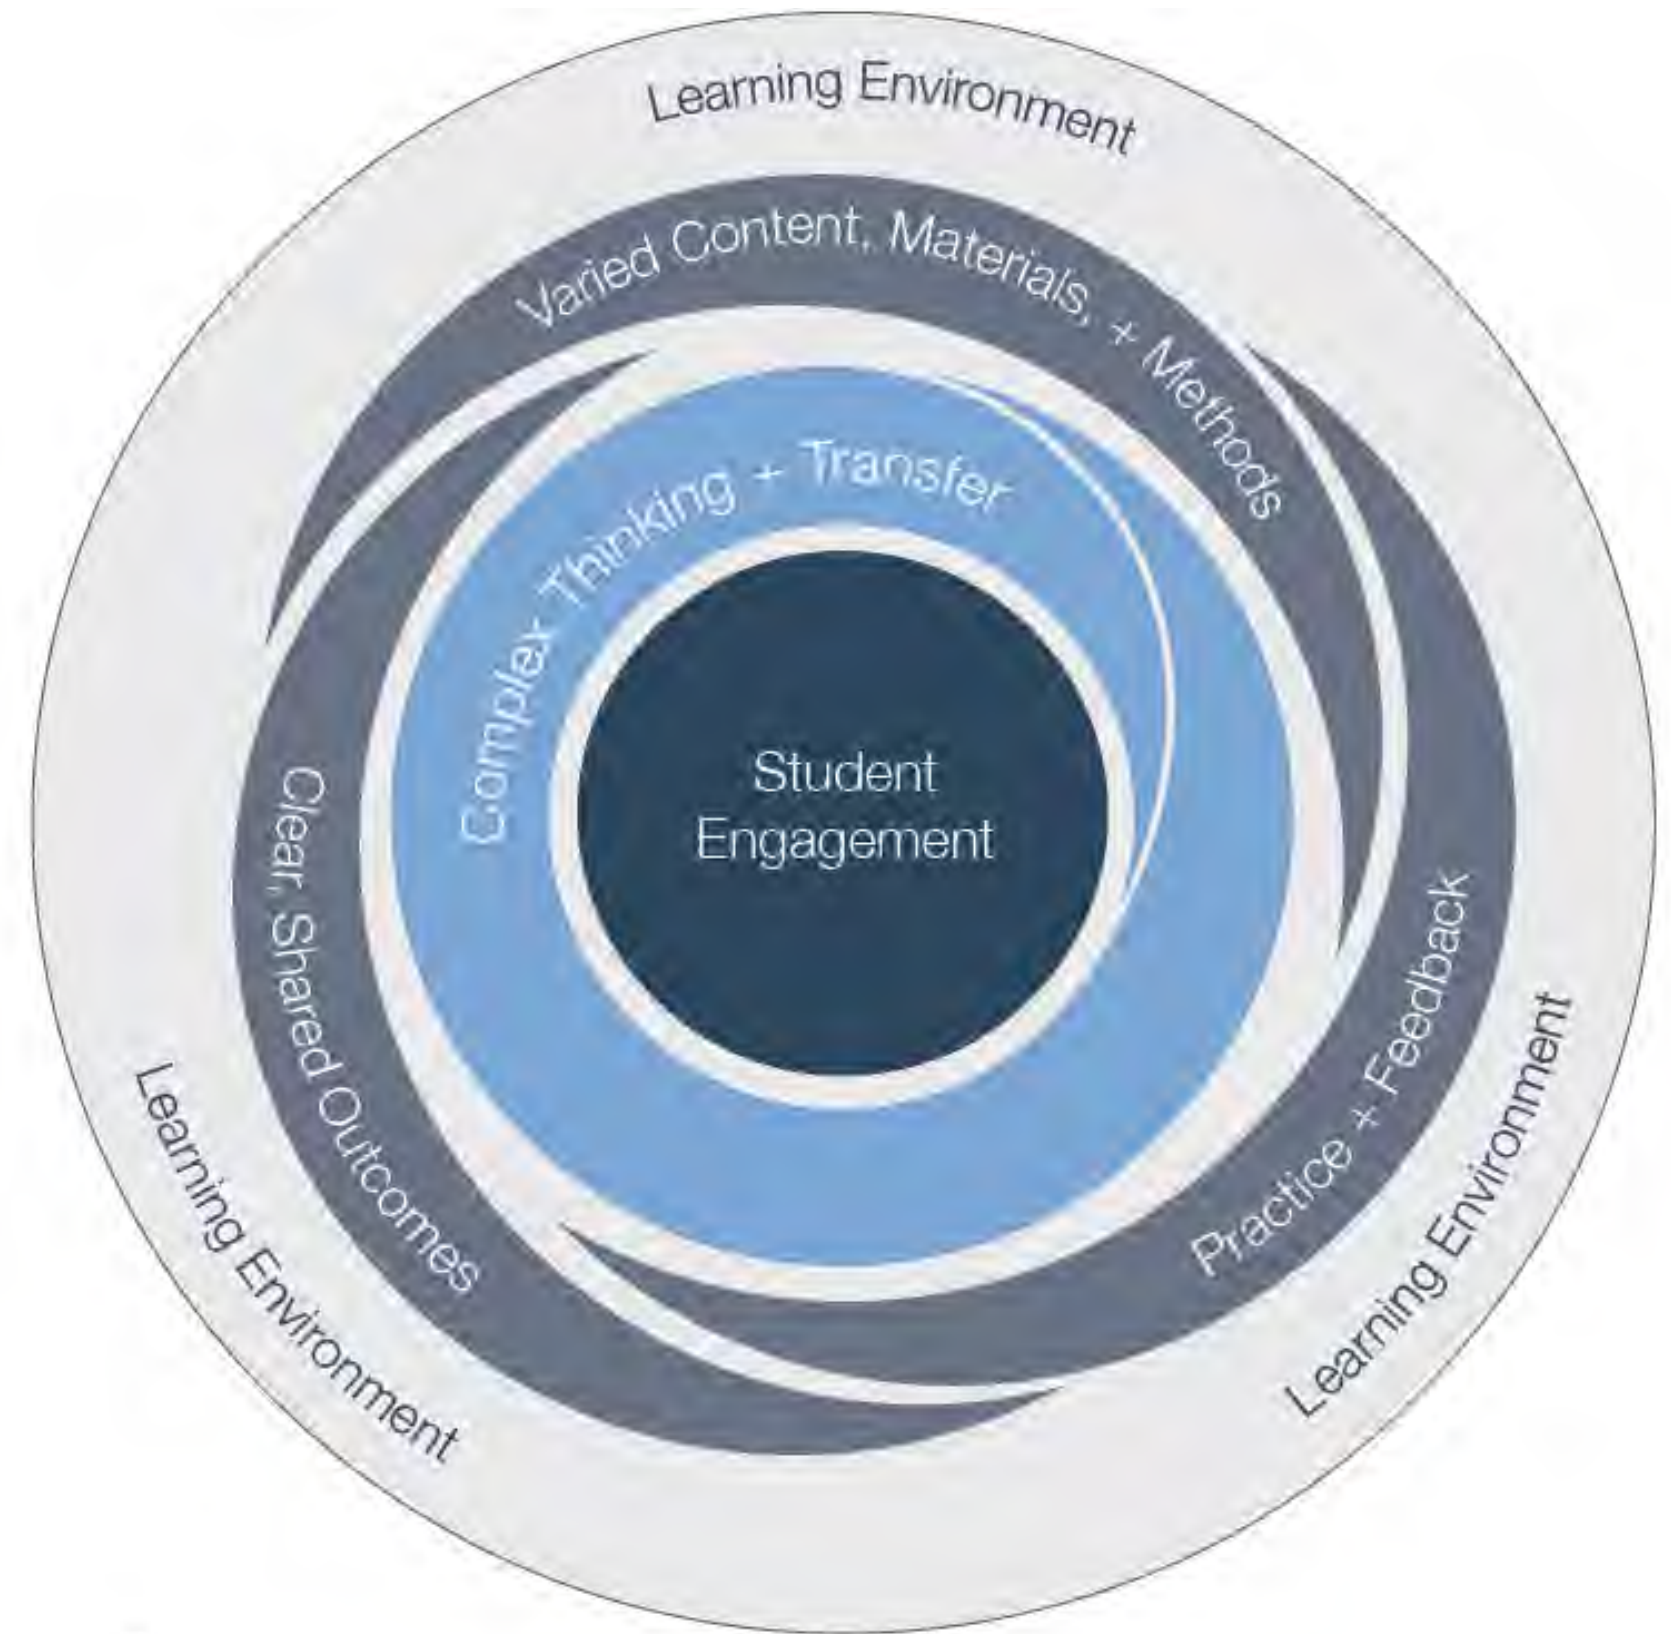 Learning Environment
Varied Content, Materials, + Methods
Complex Thinking + Transfer
Student
Engagement
Clear, Shared Outcomes
Practice + Feedback
Learning Environment
Learning Environment